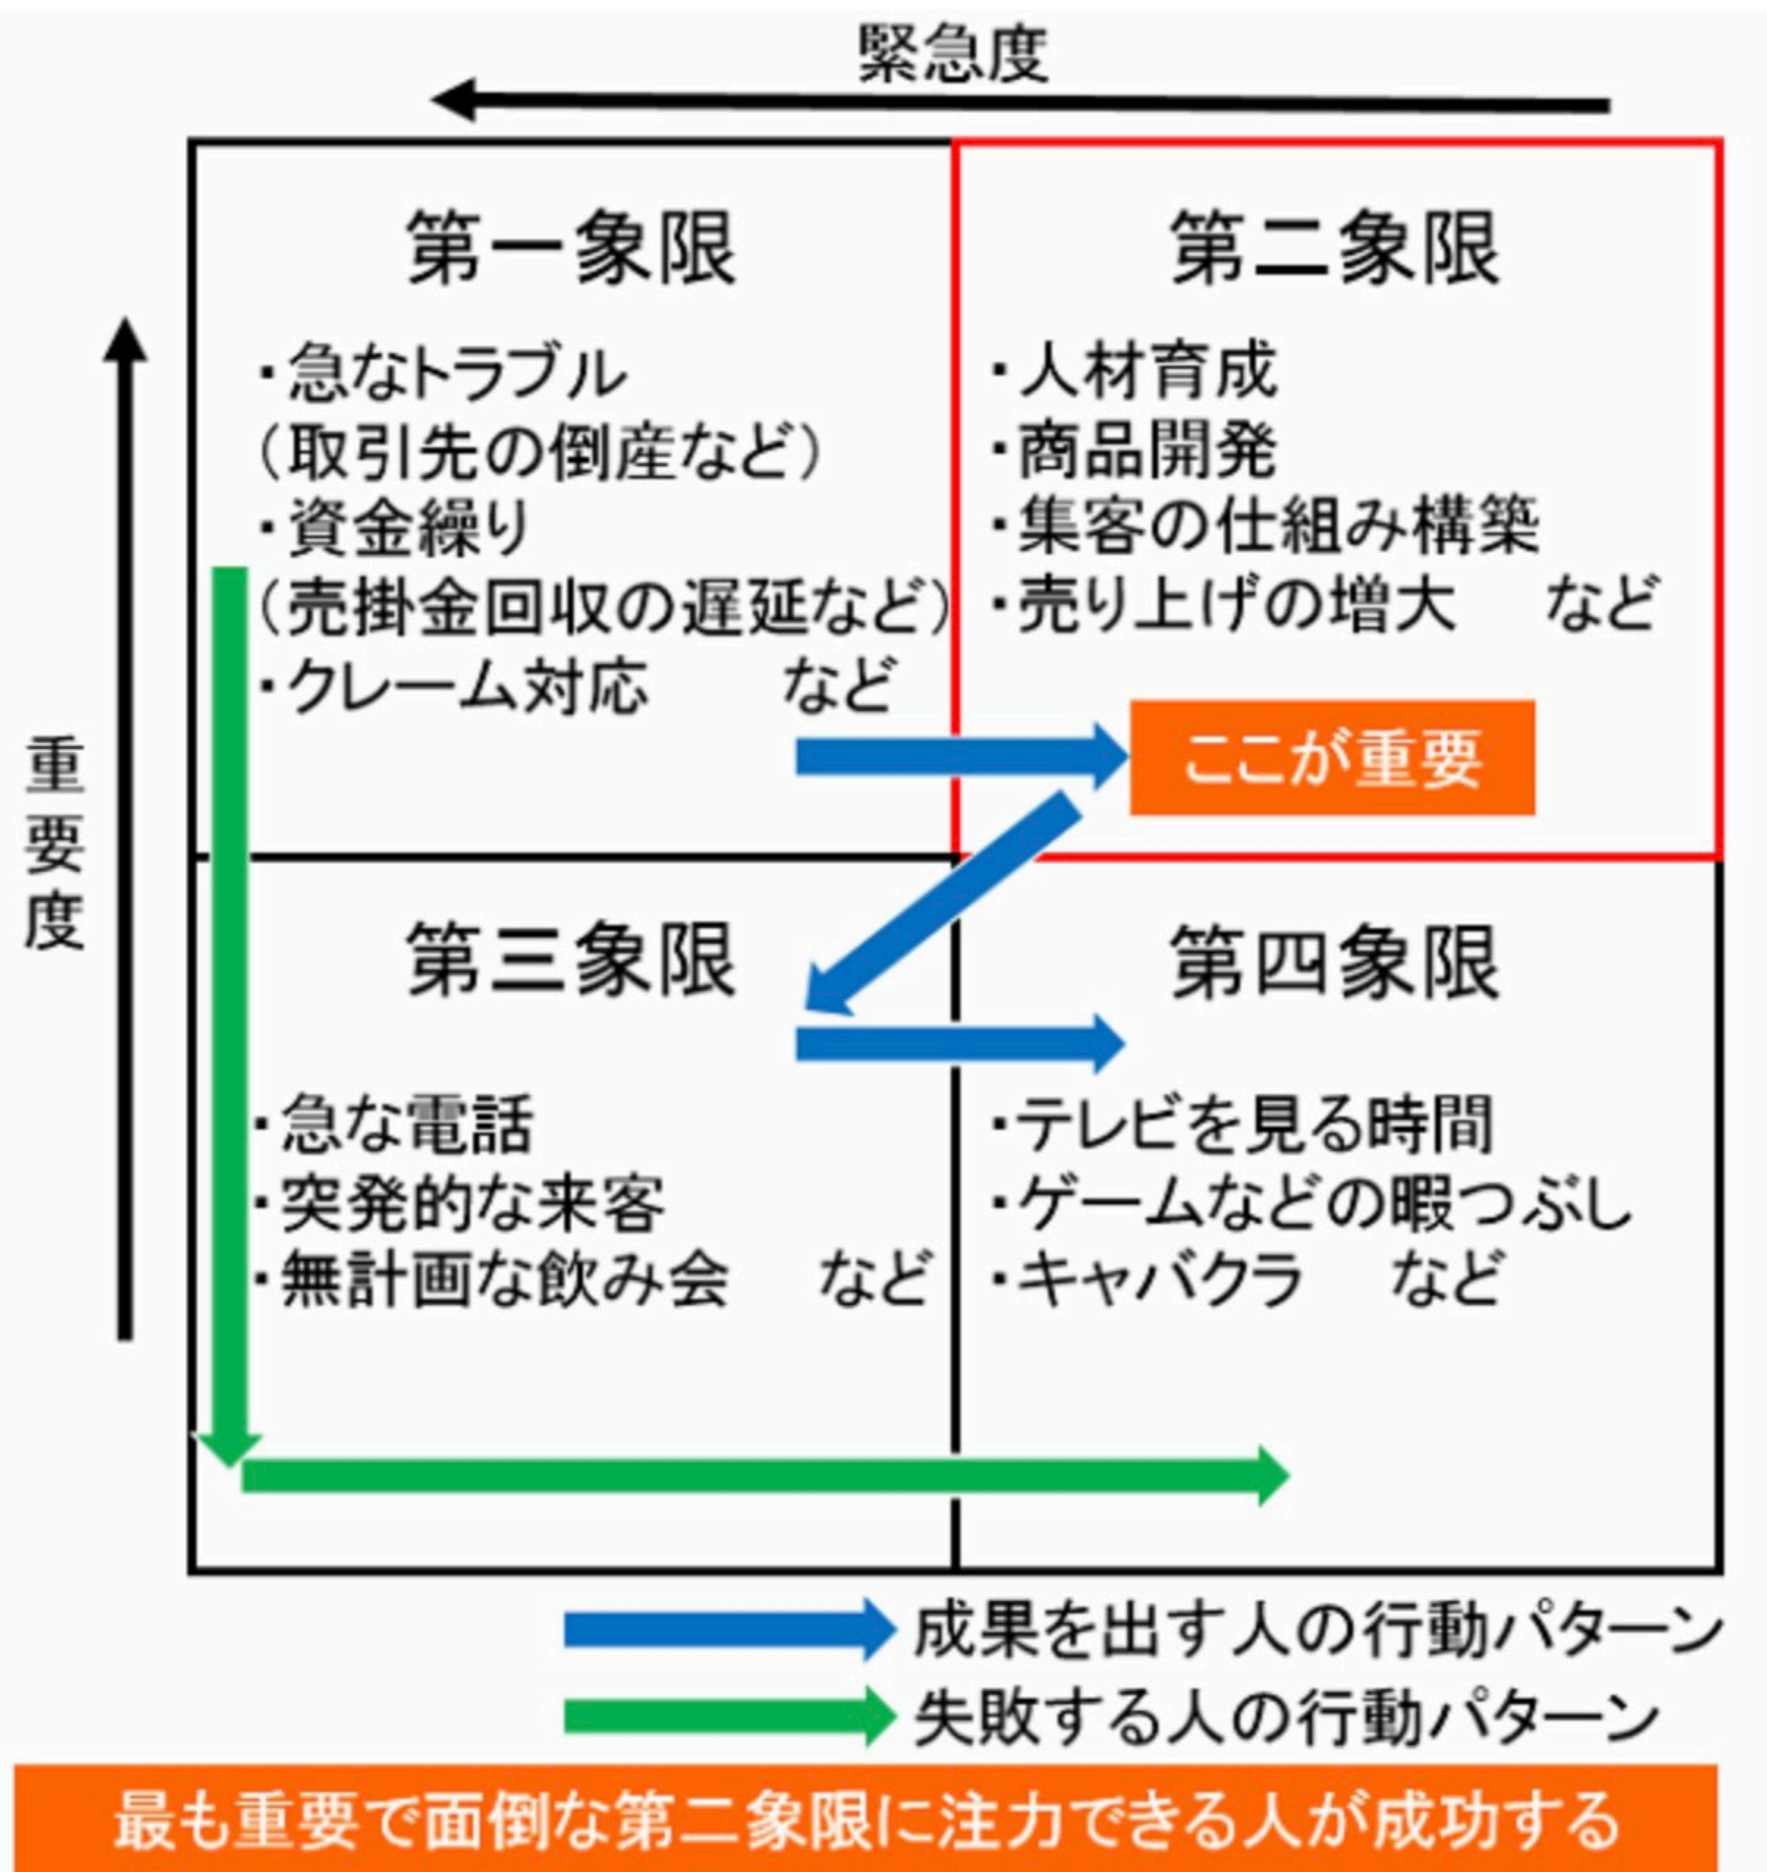 緊急度
重要度
第一象限
・急なトラブル
（取引先の倒産など）
・資金繰り
（売掛金回収の遅延など）
・クレーム対応　　など
第二象限
・人材育成
・商品開発
・集客の仕組み構築
・売り上げの増大　など
ここが重要
第三象限
・急な電話
・突発的な来客
・無計画な飲み会　など
第四象限
・テレビを見る時間
・ゲームなどの暇つぶし
・キャバクラ　など
成果を出す人の行動パターン
失敗する人の行動パターン
最も重要で面倒な第二象限に注力できる人が成功する